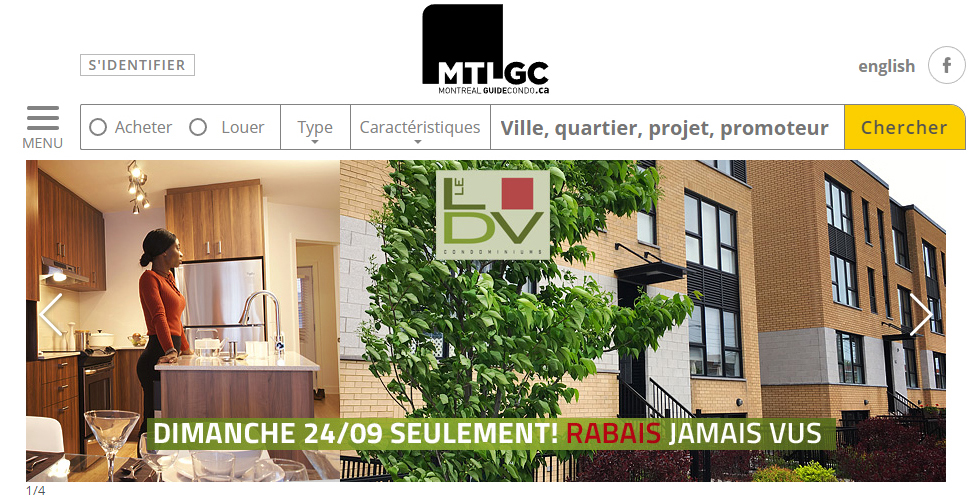 S'IDENTIFIER
MTLGC
MONTREAL GUIDECONDO.ca
english
f
MENU
Acheter
Louer
Type
Caractéristiques
Ville, quartier, projet, promoteur
Chercher
LE
LDV
CONDOMINIUMS
DIMANCHE 24/09 SEULEMENT! RABAIS JAMAIS VUS
1/4